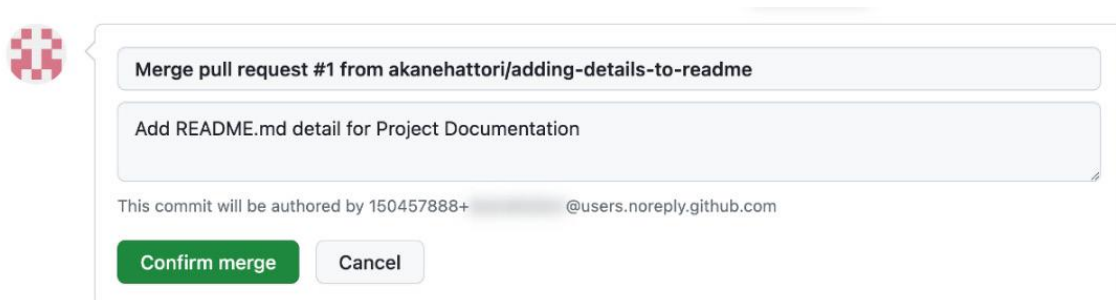 Merge pull request #1 from akanehattori/adding-details-to-readme
Add README.md detail for Project Documentation
This commit will be authored by 150457888+ @users.noreply.github.com
Confirm merge
Cancel